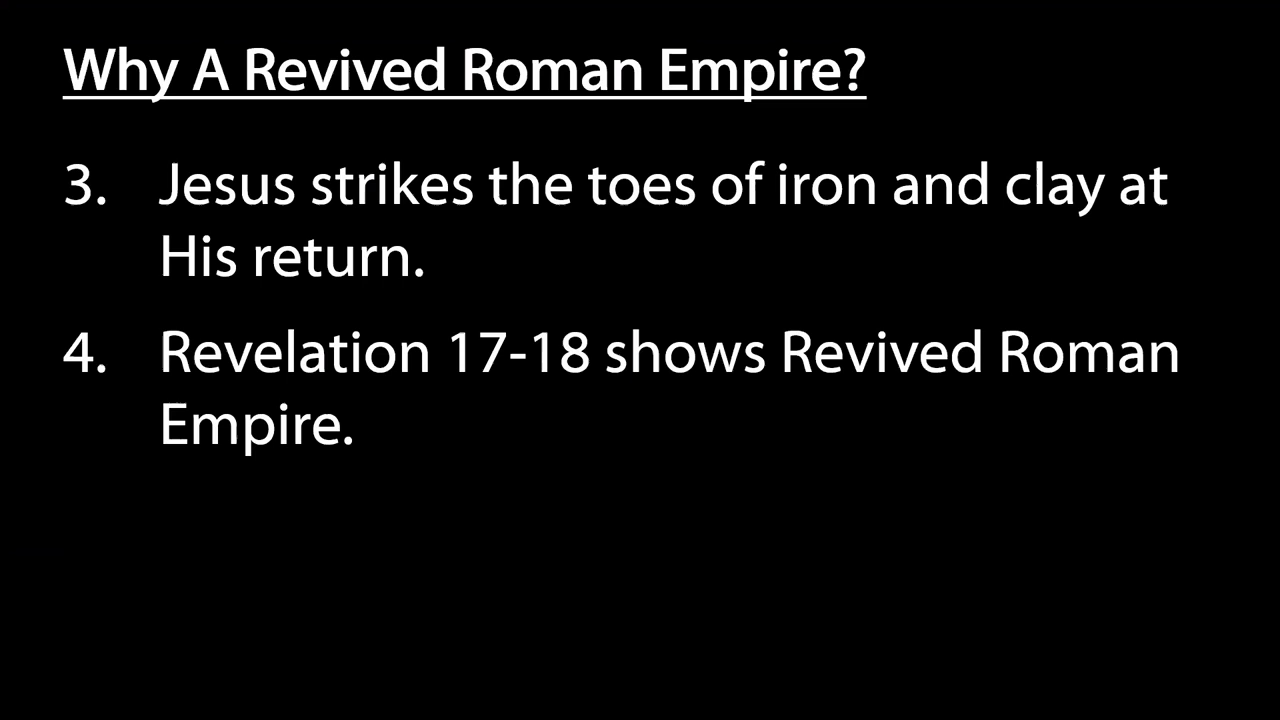 Why A Revived Roman Empire?
3. Jesus strikes the toes of iron and clay at
His return.
4. Revelation 17-18 shows Revived Roman
Empire.